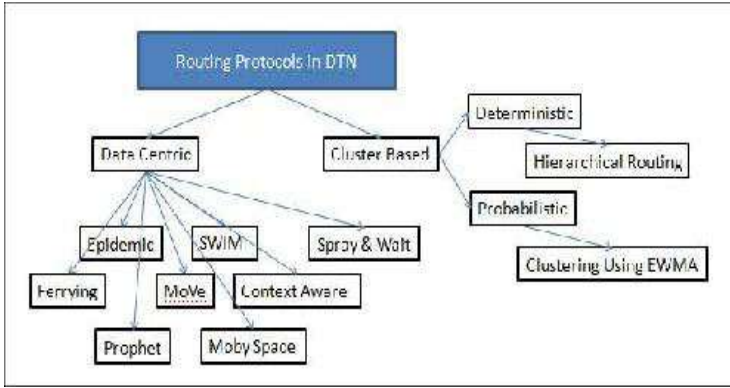 Routing Protocols In DTN
Data Centric
Cluster Based
Deterministic
Hierarchical Routing
Probabilistic
Clustering Using EWMA
Epidemic
SWIM
Spray & Wait
Ferrying
MoVe
Context Aware
Prophet
Moby Space